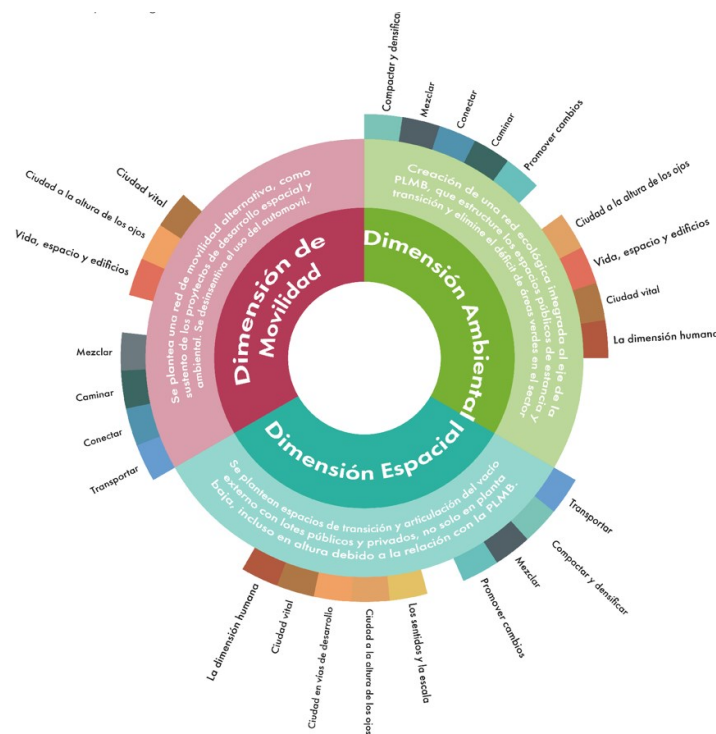 Compactar y densificar
Mezclar
Conectar
Caminar
Promover cambios
Ciudad a la altura de los ojos
Vida, espacio y edificios
Ciudad vital
La dimensión humana
Dimensión Ambiental
Creación de una red ecológica integrada al eje de la
PLMB, que estructure los espacios públicos de estancia y
transición y elimine el déficit de áreas verdes en el sector
Transportar
Compactar y densificar
Mezclar
Promover cambios
Los sentidos y la escala
Ciudad a la altura de los ojos
Ciudad en vías de desarrollo
Ciudad vital
La dimensión humana
Dimensión Espacial
Se plantean espacios de transición y articulación del vacío
externo con lotes públicos y privados, no solo en planta
baja, incluso en altura debido a la relación con la PLMB.
Transportar
Conectar
Caminar
Mezclar
Vida, espacio y edificios
Ciudad a la altura de los ojos
Ciudad vital
Dimensión de
Movilidad
Se plantea una red de movilidad alternativa, como
sustento de los proytectos de desarrollo espacial y
ambiental. Se desinsentiva el uso del automovil.